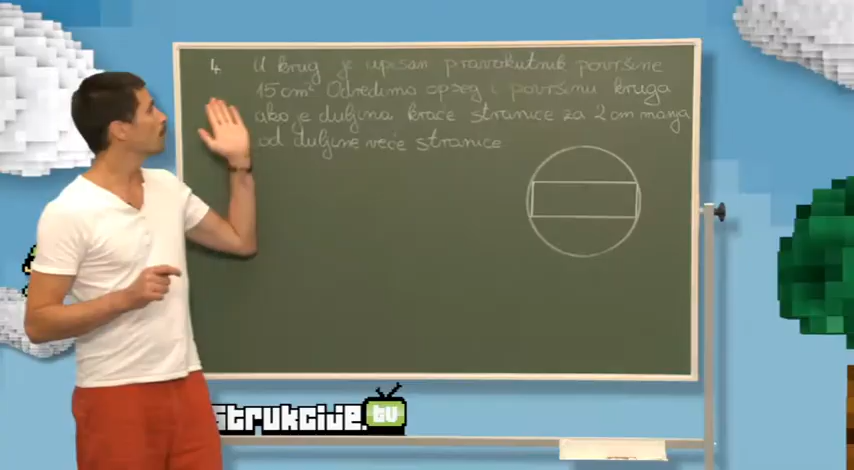 4 U krug je upisan pravokutnik površine
15 cm² Odredimo opseg i površinu kruga
ako je duljina kraće stranice za 2 cm manja
od duljine veće stranice
strukcije.tv